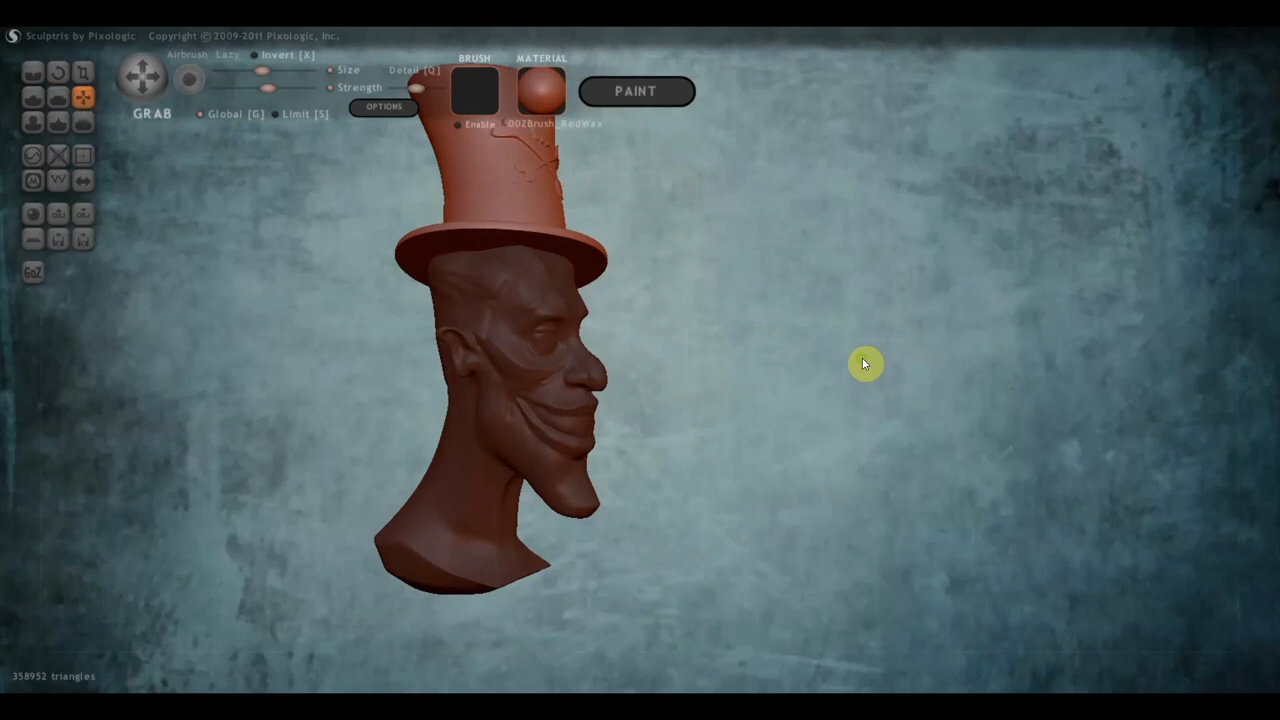 Sculptris by Pixologic Copyright © 2009-2011 Pixologic, Inc.
Airbrush Lazy Invert [X]
Size Detail [Q]
Strength
OPTIONS
GRAB Global [G] Limit [S]
BRUSH MATERIAL
PAINT
Enable 00ZBrush_RedWax
GoZ
358952 triangles